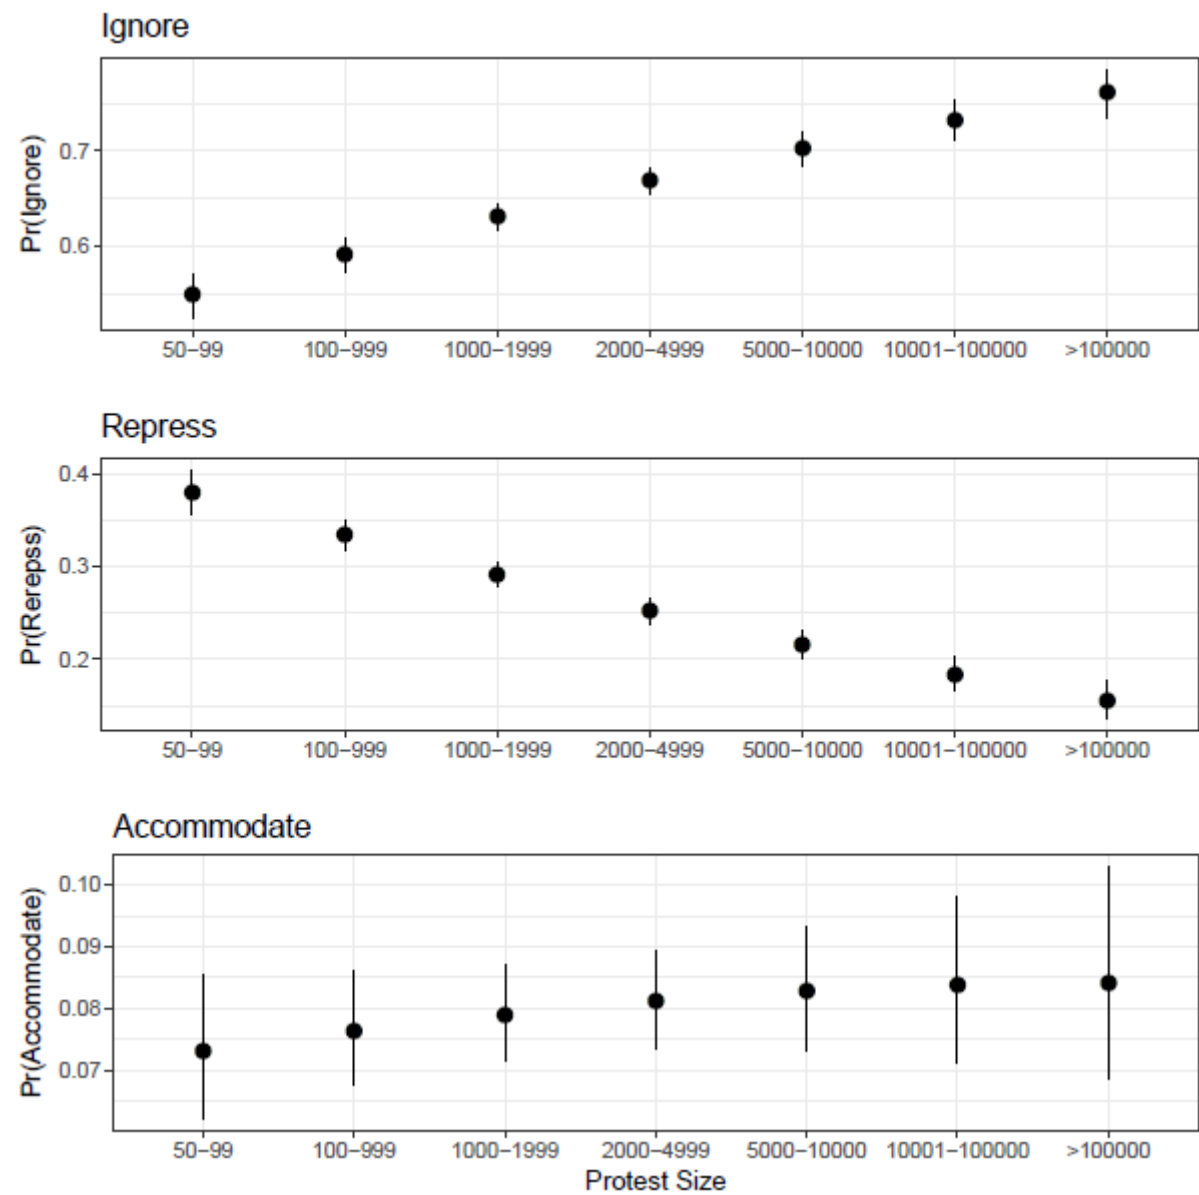 Ignore
Pr(Ignore)
0.7
0.6
50−99 100−999 1000−1999 2000−4999 5000−10000 10001−100000 >100000
Repress
Pr(Rerepss)
0.4
0.3
0.2
50−99 100−999 1000−1999 2000−4999 5000−10000 10001−100000 >100000
Accommodate
Pr(Accommodate)
0.10
0.09
0.08
0.07
50−99 100−999 1000−1999 2000−4999 5000−10000 10001−100000 >100000
Protest Size